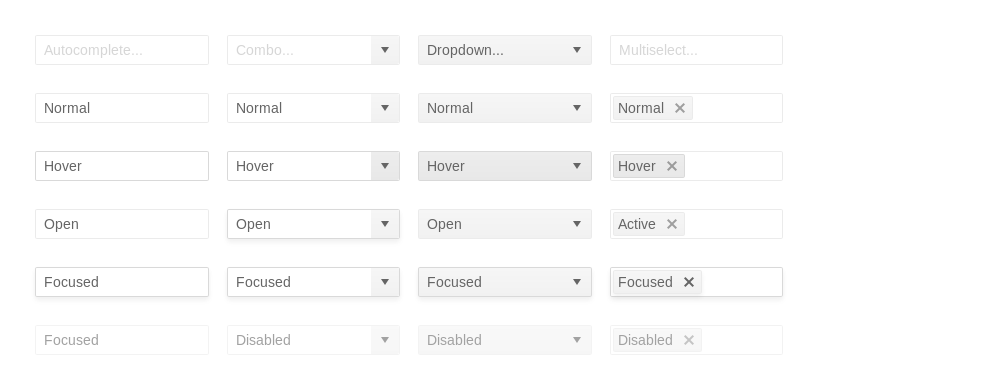 Autocomplete... Combo... Dropdown... Multiselect...
Normal Normal Normal Normal
Hover Hover Hover Hover
Open Open Open Active
Focused Focused Focused Focused
Focused Disabled Disabled Disabled